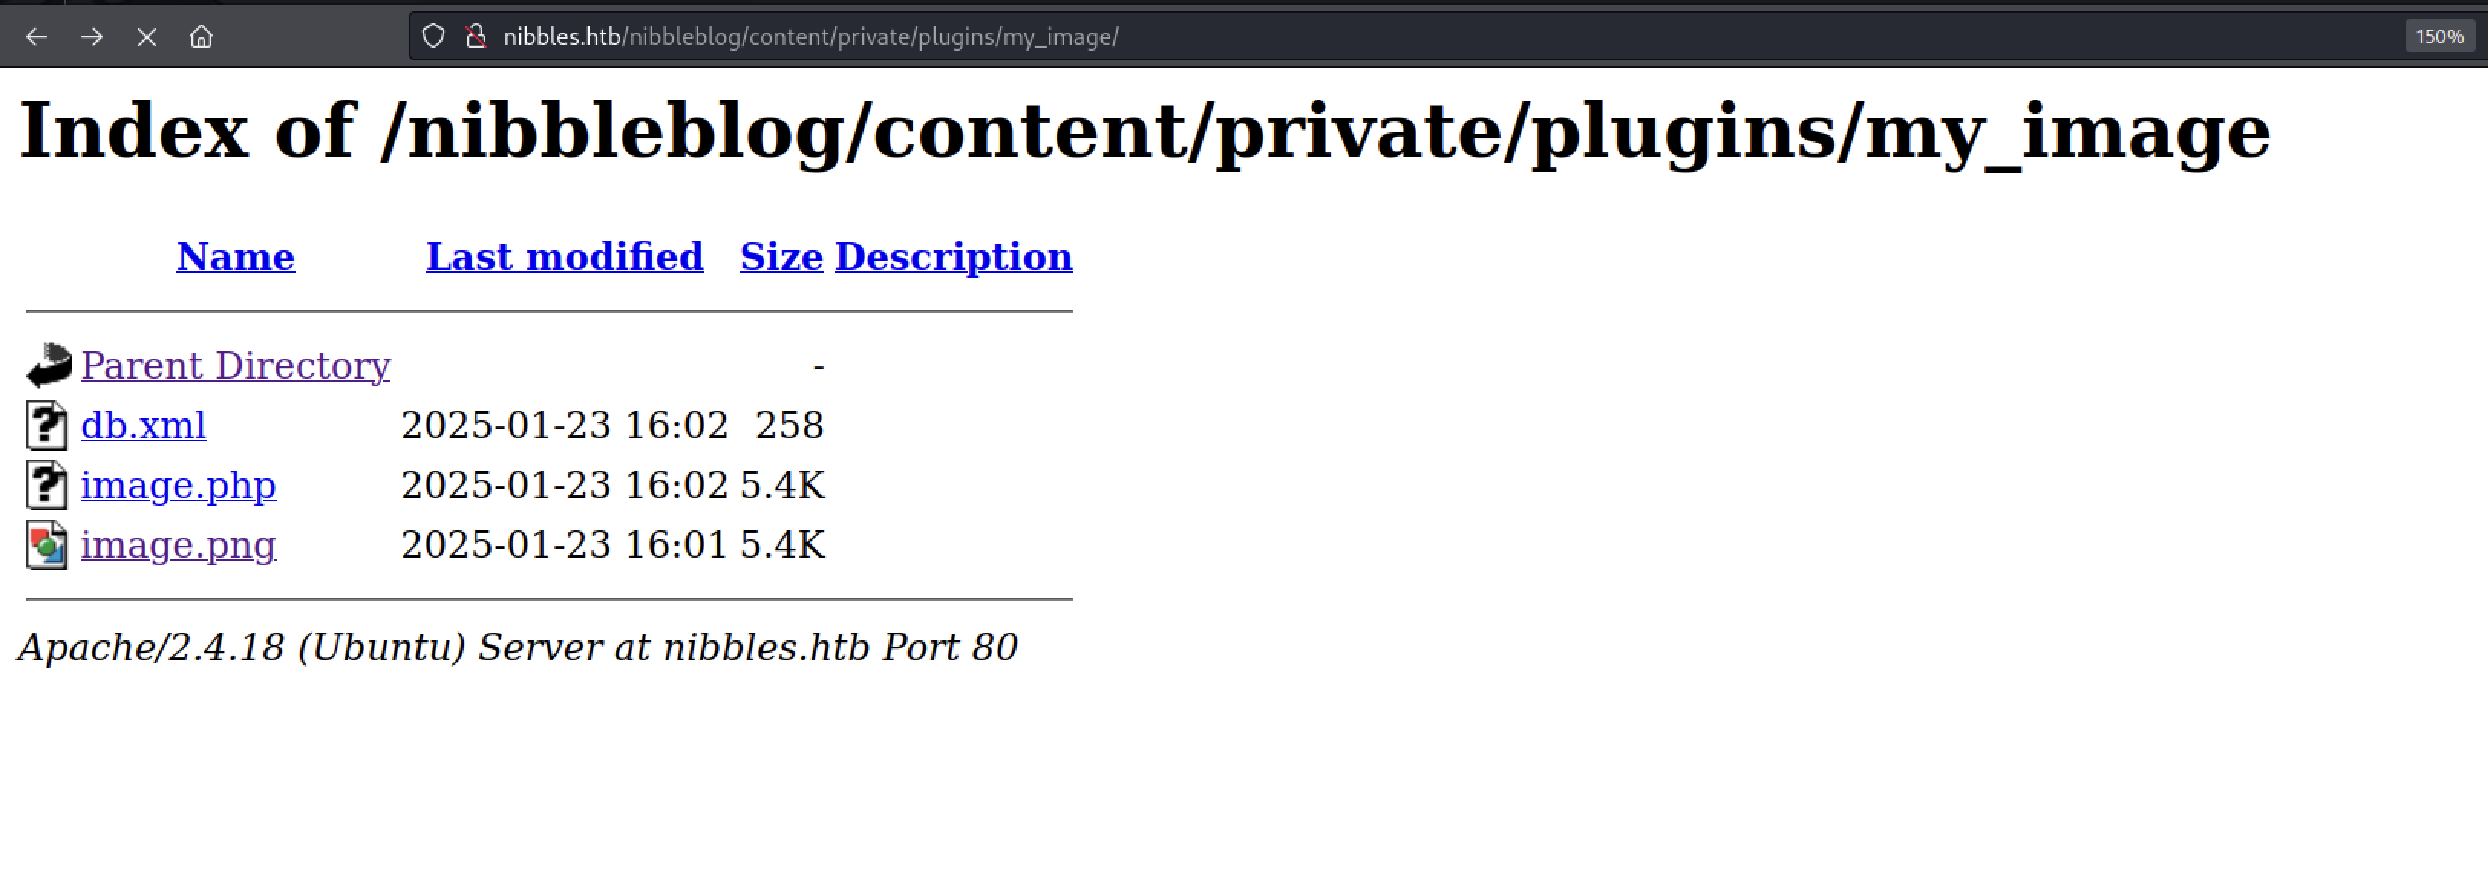 nibbles.htb/nibbleblog/content/private/plugins/my_image/ 150%
Index of /nibbleblog/content/private/plugins/my_image
Name Last modified Size Description
Parent Directory -
db.xml 2025-01-23 16:02 258
image.php 2025-01-23 16:02 5.4K
image.png 2025-01-23 16:01 5.4K
Apache/2.4.18 (Ubuntu) Server at nibbles.htb Port 80